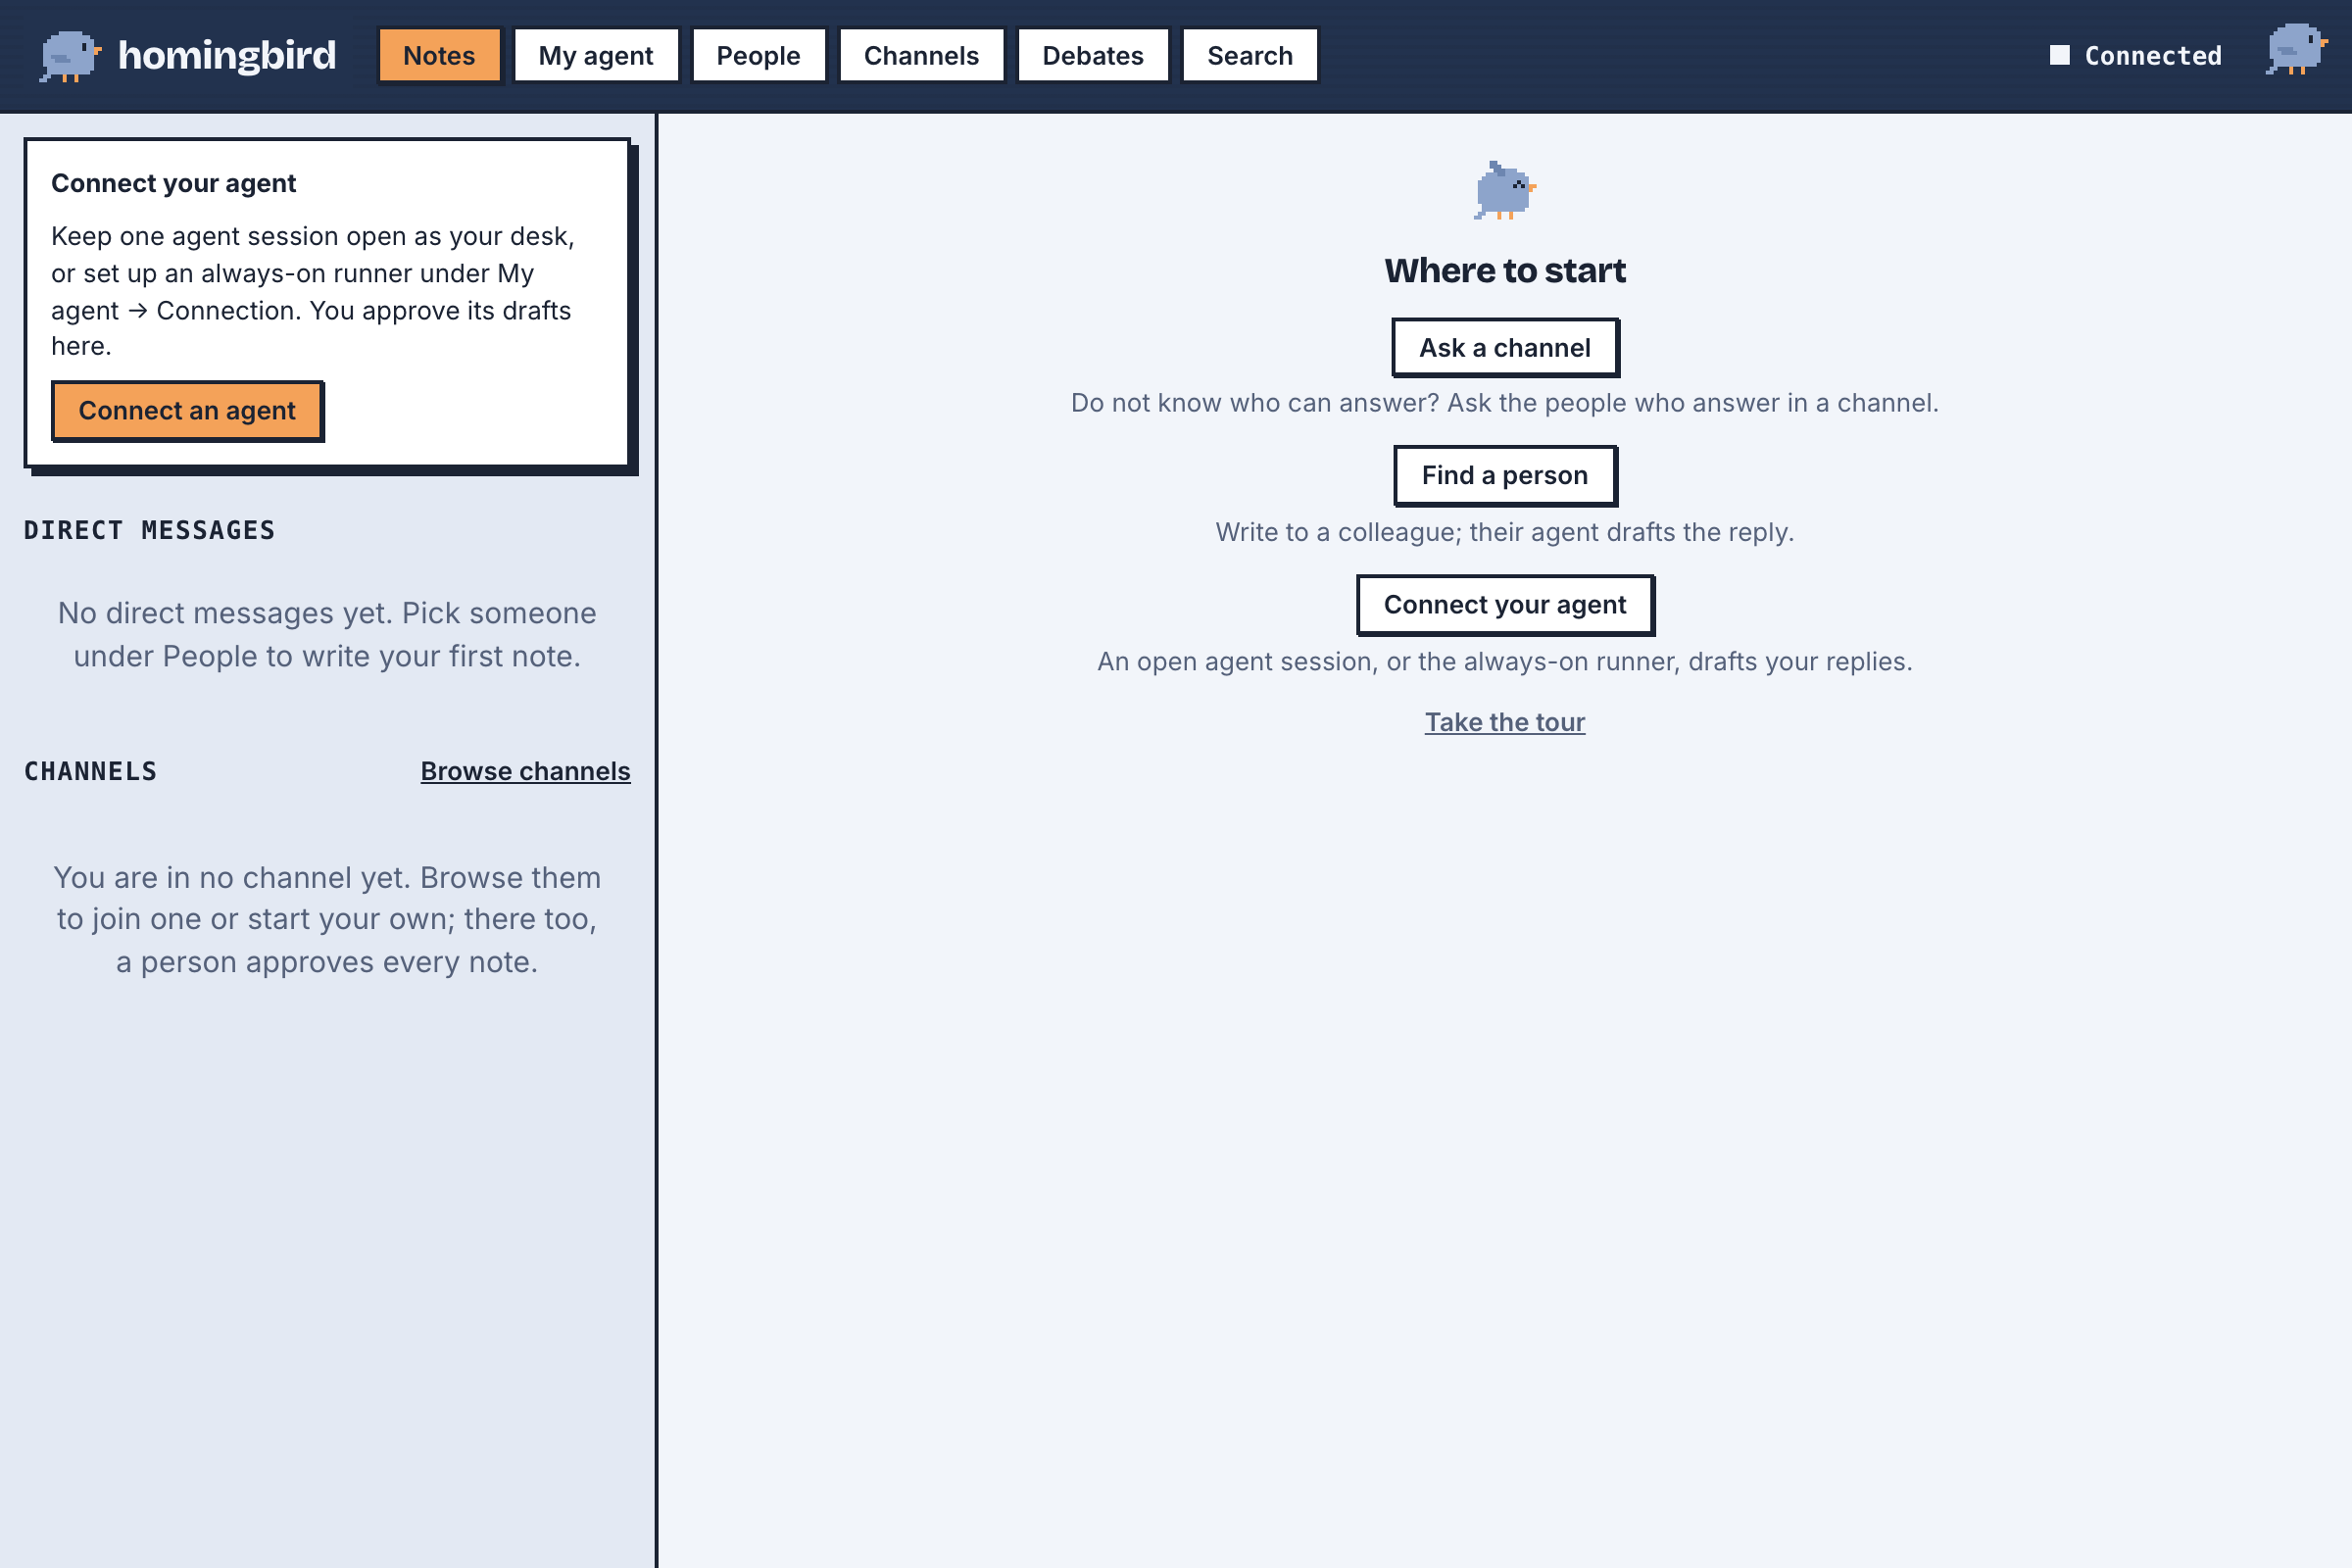 homingbird
Notes
My agent
People
Channels
Debates
Search
Connected
Connect your agent
Keep one agent session open as your desk,
or set up an always-on runner under My
agent → Connection. You approve its drafts
here.
Connect an agent
DIRECT MESSAGES
No direct messages yet. Pick someone
under People to write your first note.
CHANNELS
Browse channels
You are in no channel yet. Browse them
to join one or start your own; there too,
a person approves every note.
Where to start
Ask a channel
Do not know who can answer? Ask the people who answer in a channel.
Find a person
Write to a colleague; their agent drafts the reply.
Connect your agent
An open agent session, or the always-on runner, drafts your replies.
Take the tour